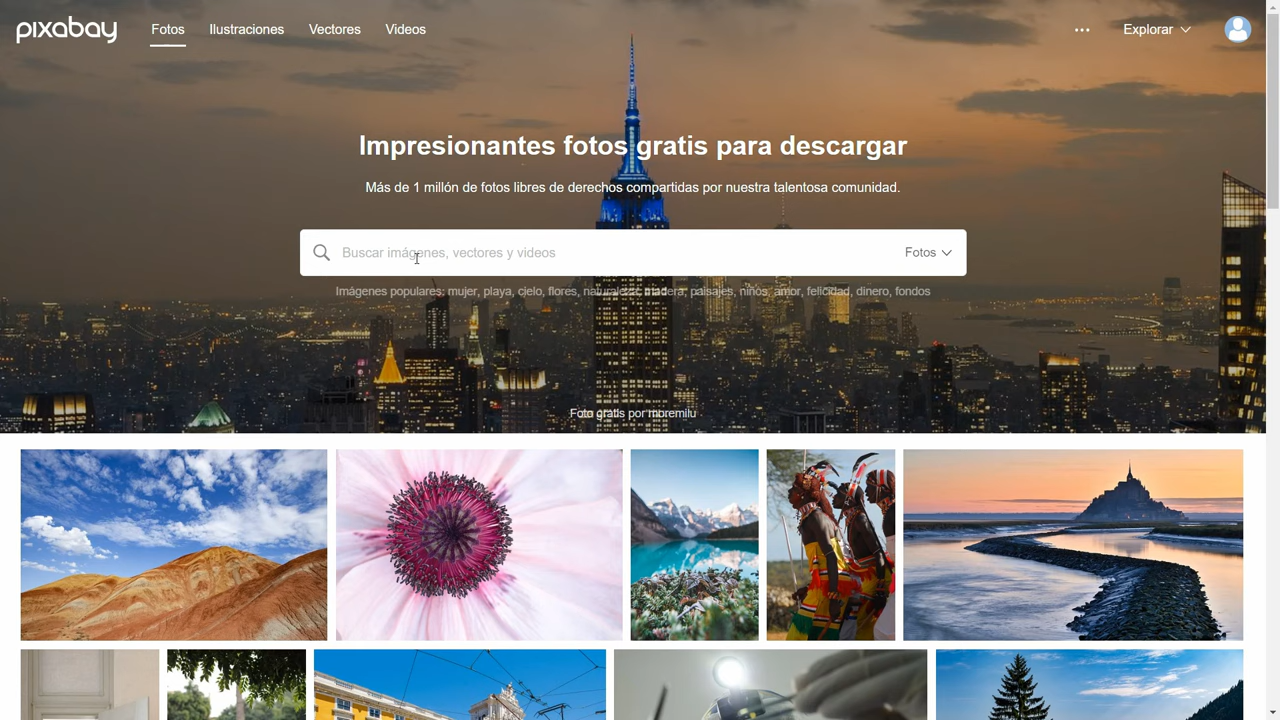 pixabay Fotos Ilustraciones Vectores Videos ••• Explorar
Impresionantes fotos gratis para descargar
Más de 1 millón de fotos libres de derechos compartidas por nuestra talentosa comunidad.
Buscar imágenes, vectores y videos Fotos
Imágenes populares: mujer, playa, cielo, flores, naturaleza, madera, paisajes, niños, amor, felicidad, dinero, fondos
Foto gratis por moremilu